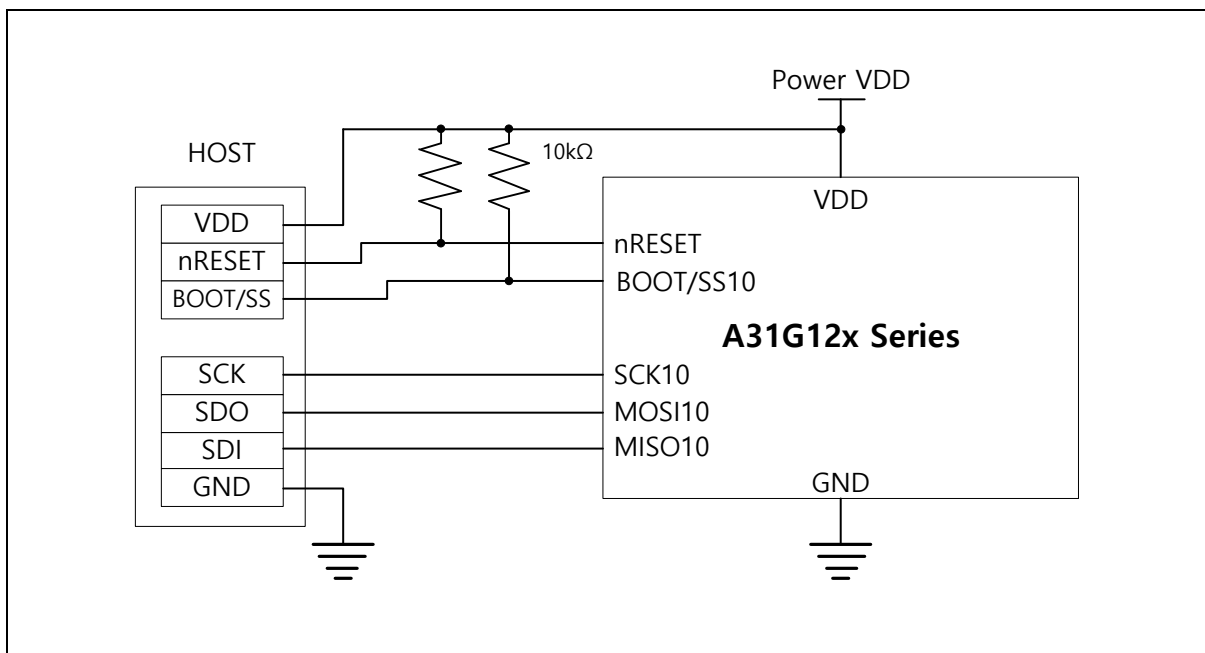 Power VDD
HOST
10kΩ
VDD
VDD
nRESET
nRESET
BOOT/SS
BOOT/SS10
A31G12x Series
SCK
SCK10
SDO
MOSI10
SDI
MISO10
GND
GND